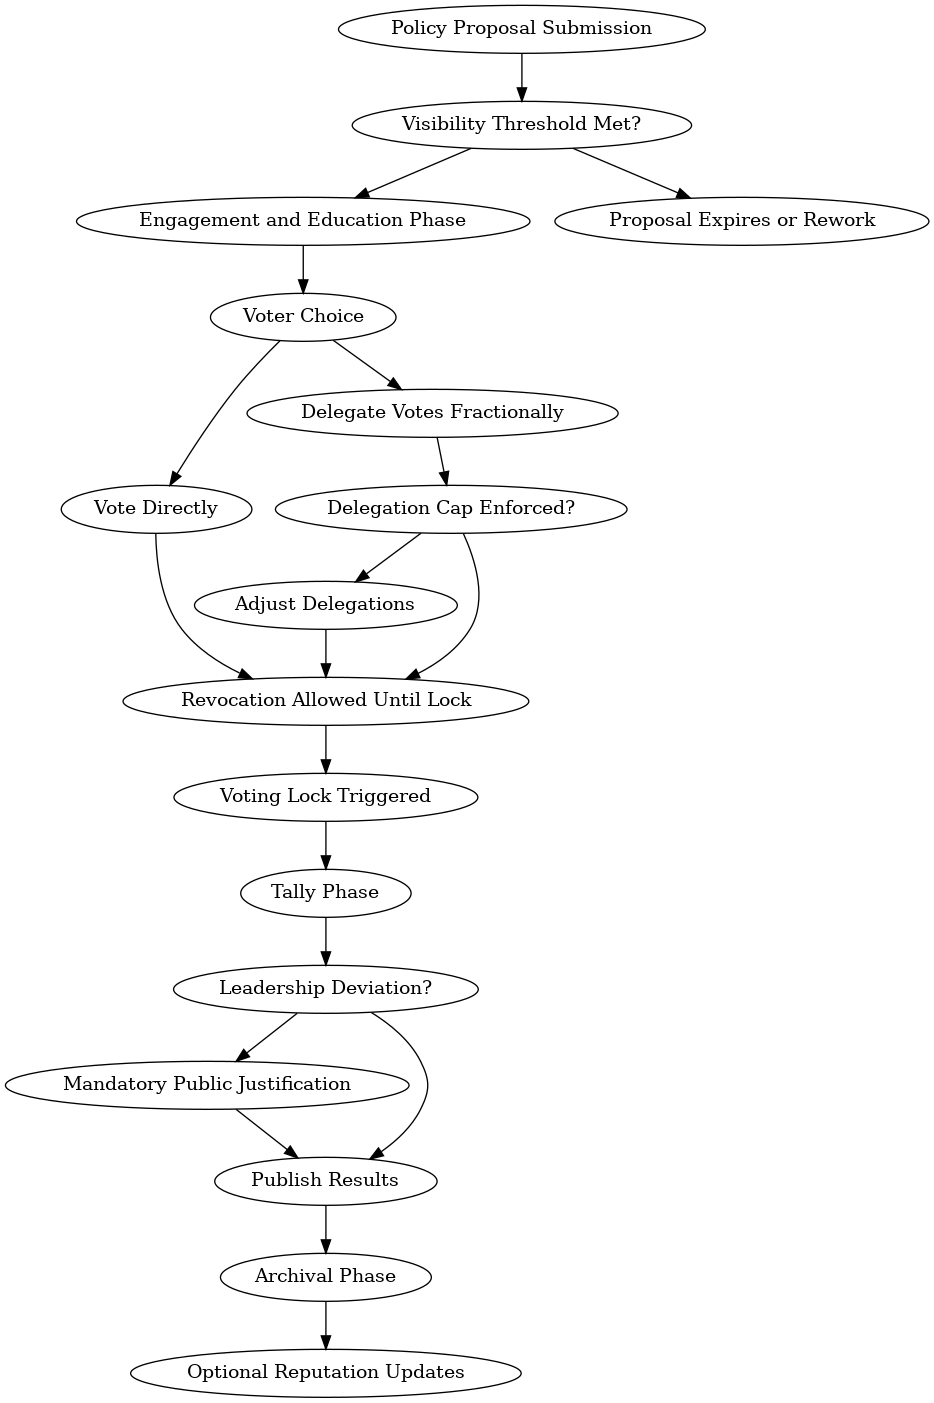 Policy Proposal Submission
Visibility Threshold Met?
Engagement and Education Phase
Proposal Expires or Rework
Voter Choice
Delegate Votes Fractionally
Vote Directly
Delegation Cap Enforced?
Adjust Delegations
Revocation Allowed Until Lock
Voting Lock Triggered
Tally Phase
Leadership Deviation?
Mandatory Public Justification
Publish Results
Archival Phase
Optional Reputation Updates